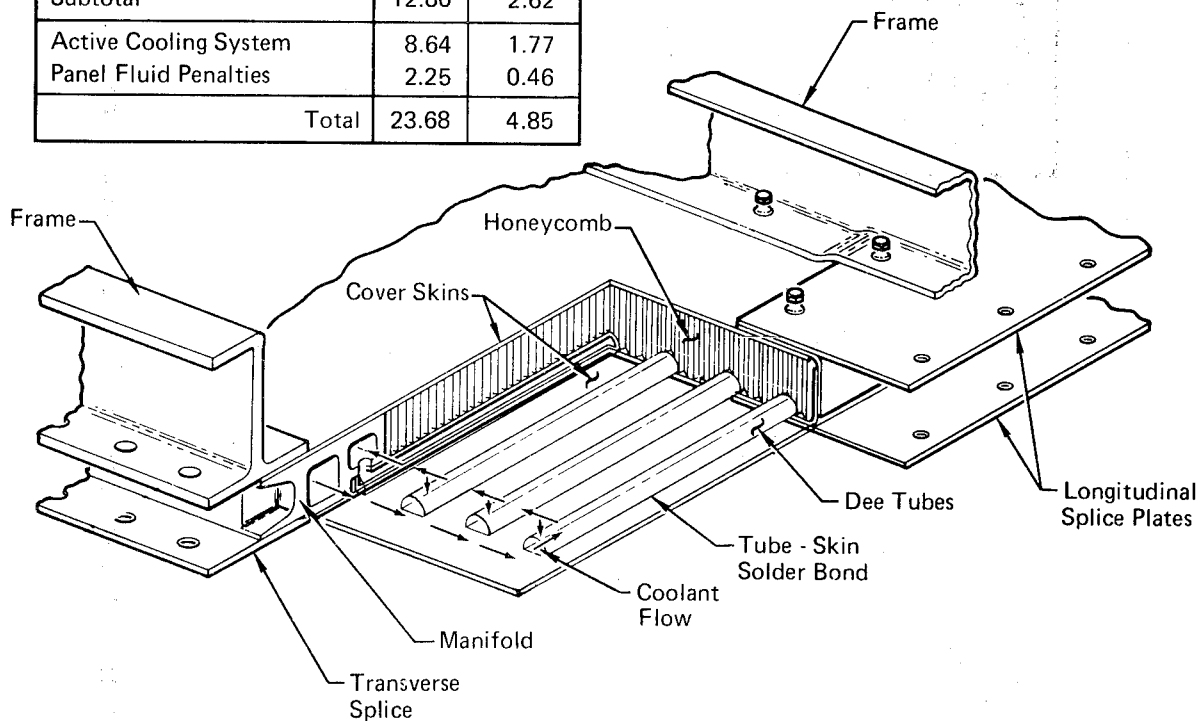 Subtotal 12.80 2.62
Active Cooling System 8.64 1.77
Panel Fluid Penalties 2.25 0.46
Total 23.68 4.85
Frame
Frame
Honeycomb
Cover Skins
Dee Tubes
Longitudinal
Splice Plates
Tube - Skin
Solder Bond
Coolant
Flow
Manifold
Transverse
Splice